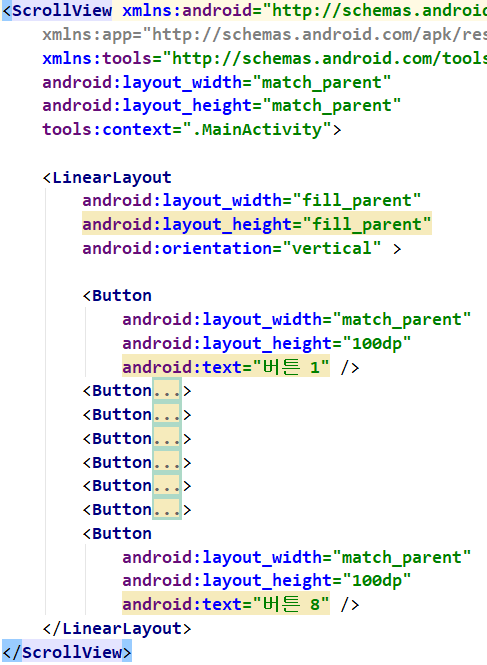 <ScrollView xmlns:android="http://schemas.androi
    xmlns:app="http://schemas.android.com/apk/res
    xmlns:tools="http://schemas.android.com/tools
    android:layout_width="match_parent"
    android:layout_height="match_parent"
    tools:context=".MainActivity">

    <LinearLayout
        android:layout_width="fill_parent"
        android:layout_height="fill_parent"
        android:orientation="vertical" >

        <Button
            android:layout_width="match_parent"
            android:layout_height="100dp"
            android:text="버튼 1" />
        <Button...>
        <Button...>
        <Button...>
        <Button...>
        <Button...>
        <Button...>
        <Button
            android:layout_width="match_parent"
            android:layout_height="100dp"
            android:text="버튼 8" />
    </LinearLayout>
</ScrollView>